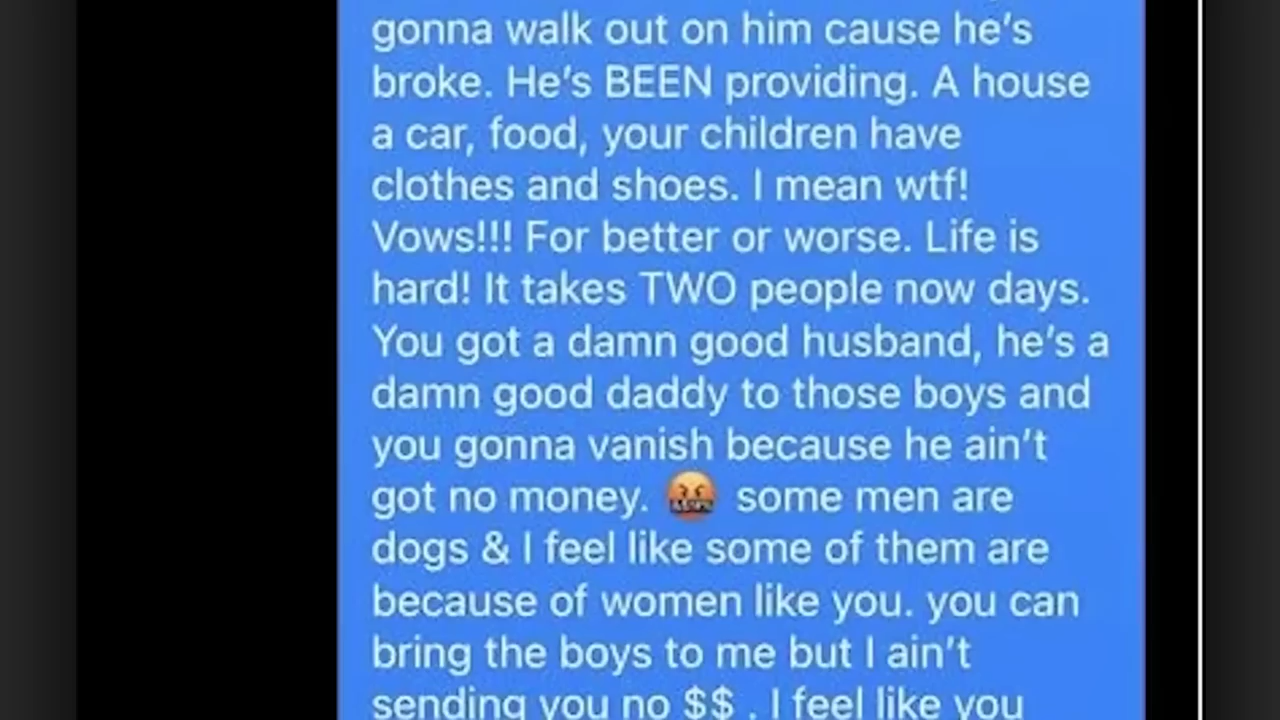 gonna walk out on him cause he's
broke. He's BEEN providing. A house
a car, food, your children have
clothes and shoes. I mean wtf!
Vows!!! For better or worse. Life is
hard! It takes TWO people now days.
You got a damn good husband, he's a
damn good daddy to those boys and
you gonna vanish because he ain't
got no money. 🤬 some men are
dogs & I feel like some of them are
because of women like you. you can
bring the boys to me but I ain't
sending you no $$ . I feel like you